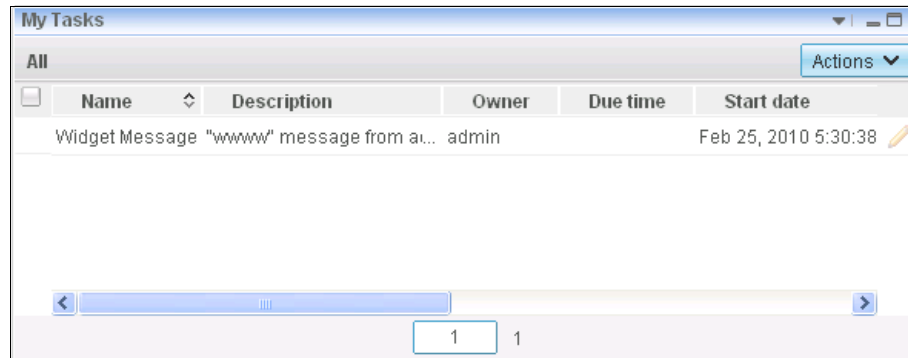 My Tasks
All Actions
Name Description Owner Due time Start date
Widget Message "wwww" message from au... admin Feb 25, 2010 5:30:38
1 1